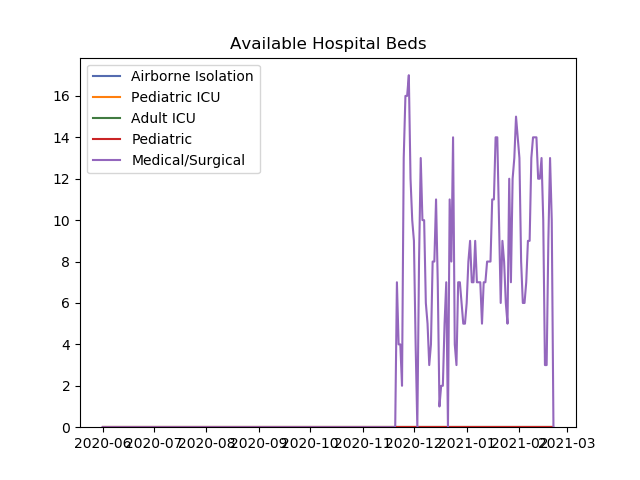 Available Hospital Beds
Airborne Isolation
Pediatric ICU
Adult ICU
Pediatric
Medical/Surgical
16
14
12
10
8
6
4
2
0
2020-06 2020-07 2020-08 2020-09 2020-10 2020-11 2020-12 2021-01 2021-02 2021-03